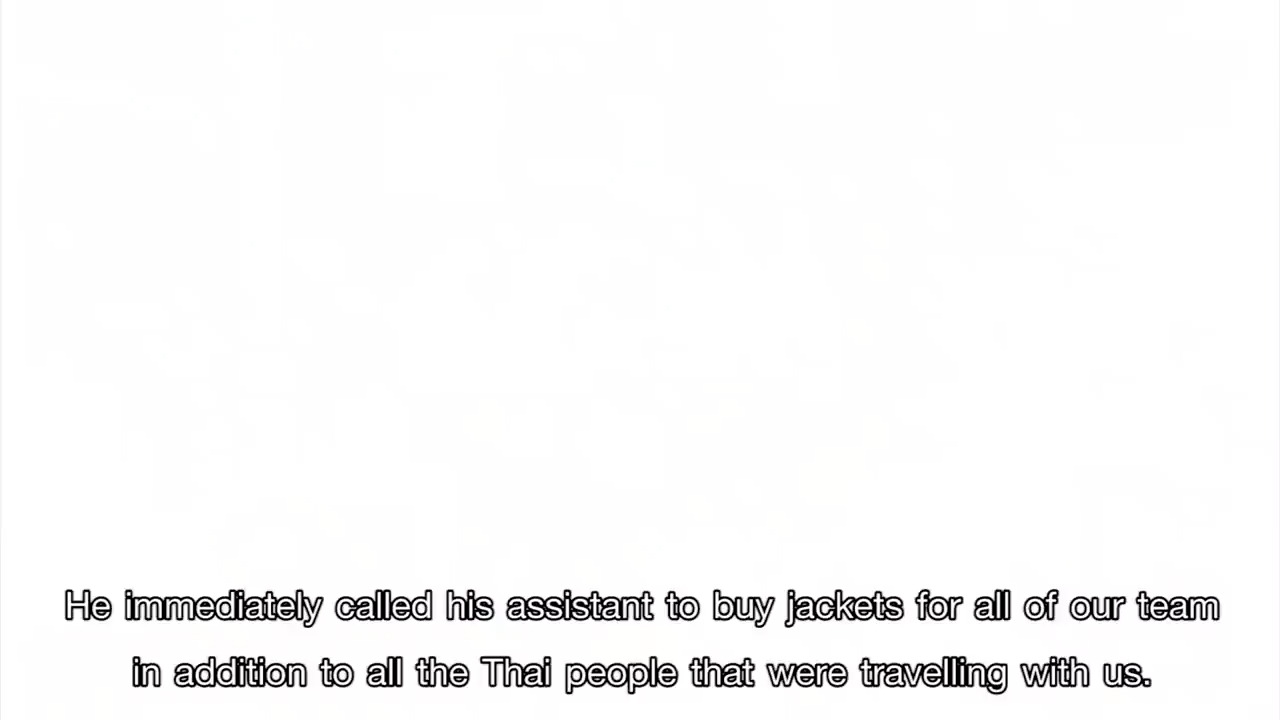 He immediately called his assistant to buy jackets for all of our team
in addition to all the Thai people that were travelling with us.